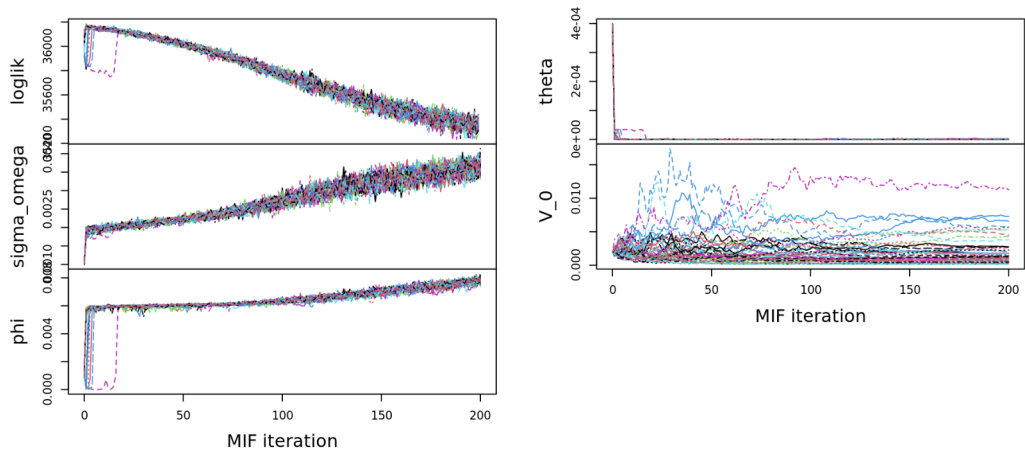 loglik
36000
35600
sigma_omega
0.0025
phi
0.004
0.000
0
50
100
150
200
MIF iteration
theta
4e-04
2e-04
0e+00
V_0
0.010
0.000
0
50
100
150
200
MIF iteration